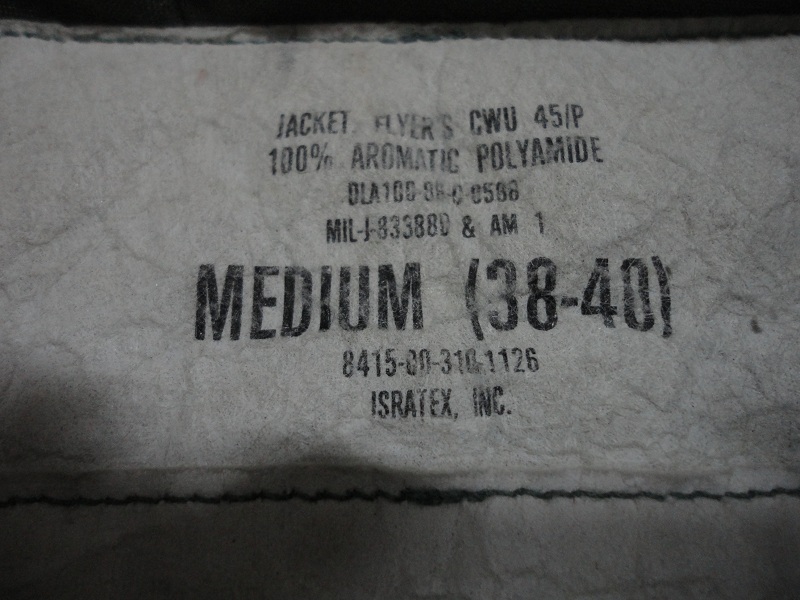 JACKET, FLYER'S CWU 45/P
100% AROMATIC POLYAMIDE
MIL-J-83388D & AM 1
MEDIUM (38-40)
8415-00-310-1126
ISRATEX, INC.